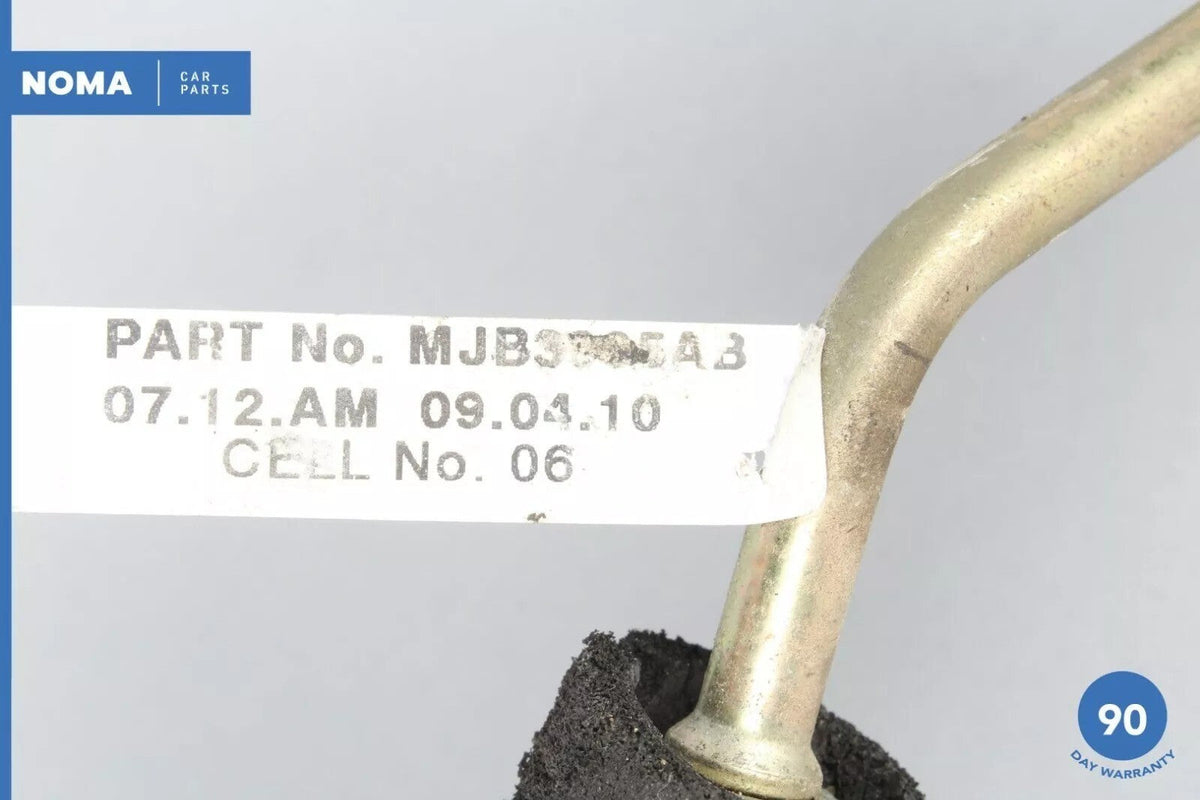 NOMA
CAR
PARTS
PART No.
07.12.AM 09.04.10
CELL No. 06
90
DAY WARRANTY